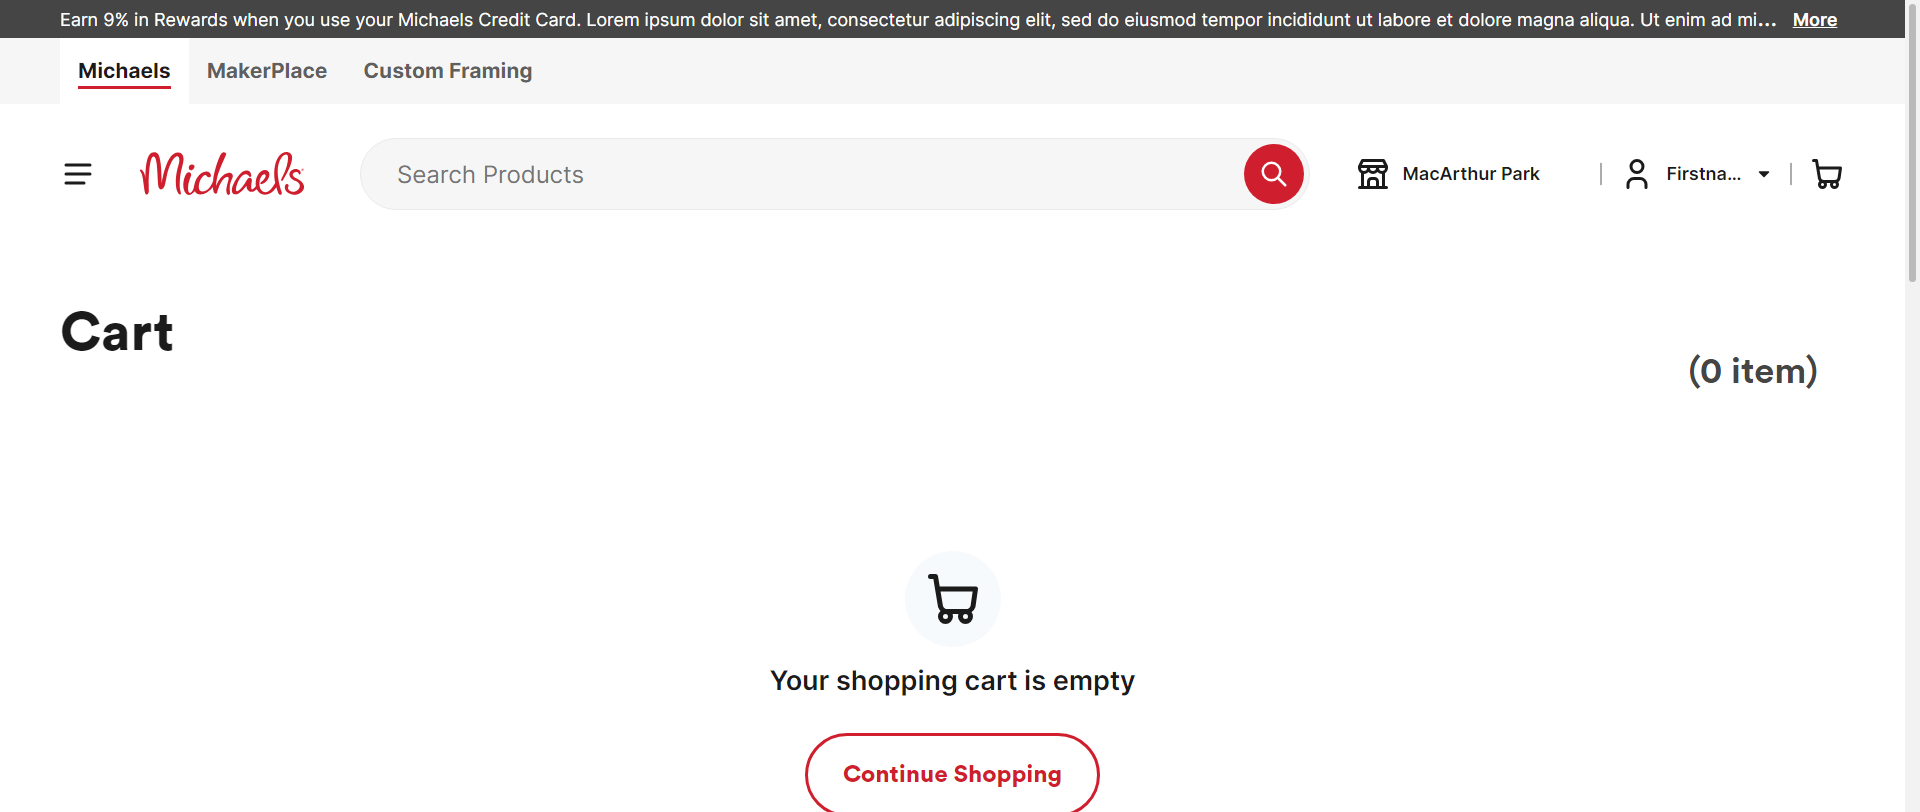 Earn 9% in Rewards when you use your Michaels Credit Card. Lorem ipsum dolor sit amet, consectetur adipiscing elit, sed do eiusmod tempor incididunt ut labore et dolore magna aliqua. Ut enim ad mi... More
Michaels MakerPlace Custom Framing
Michaels Search Products MacArthur Park Firstna...
Cart
(0 item)
Your shopping cart is empty
Continue Shopping